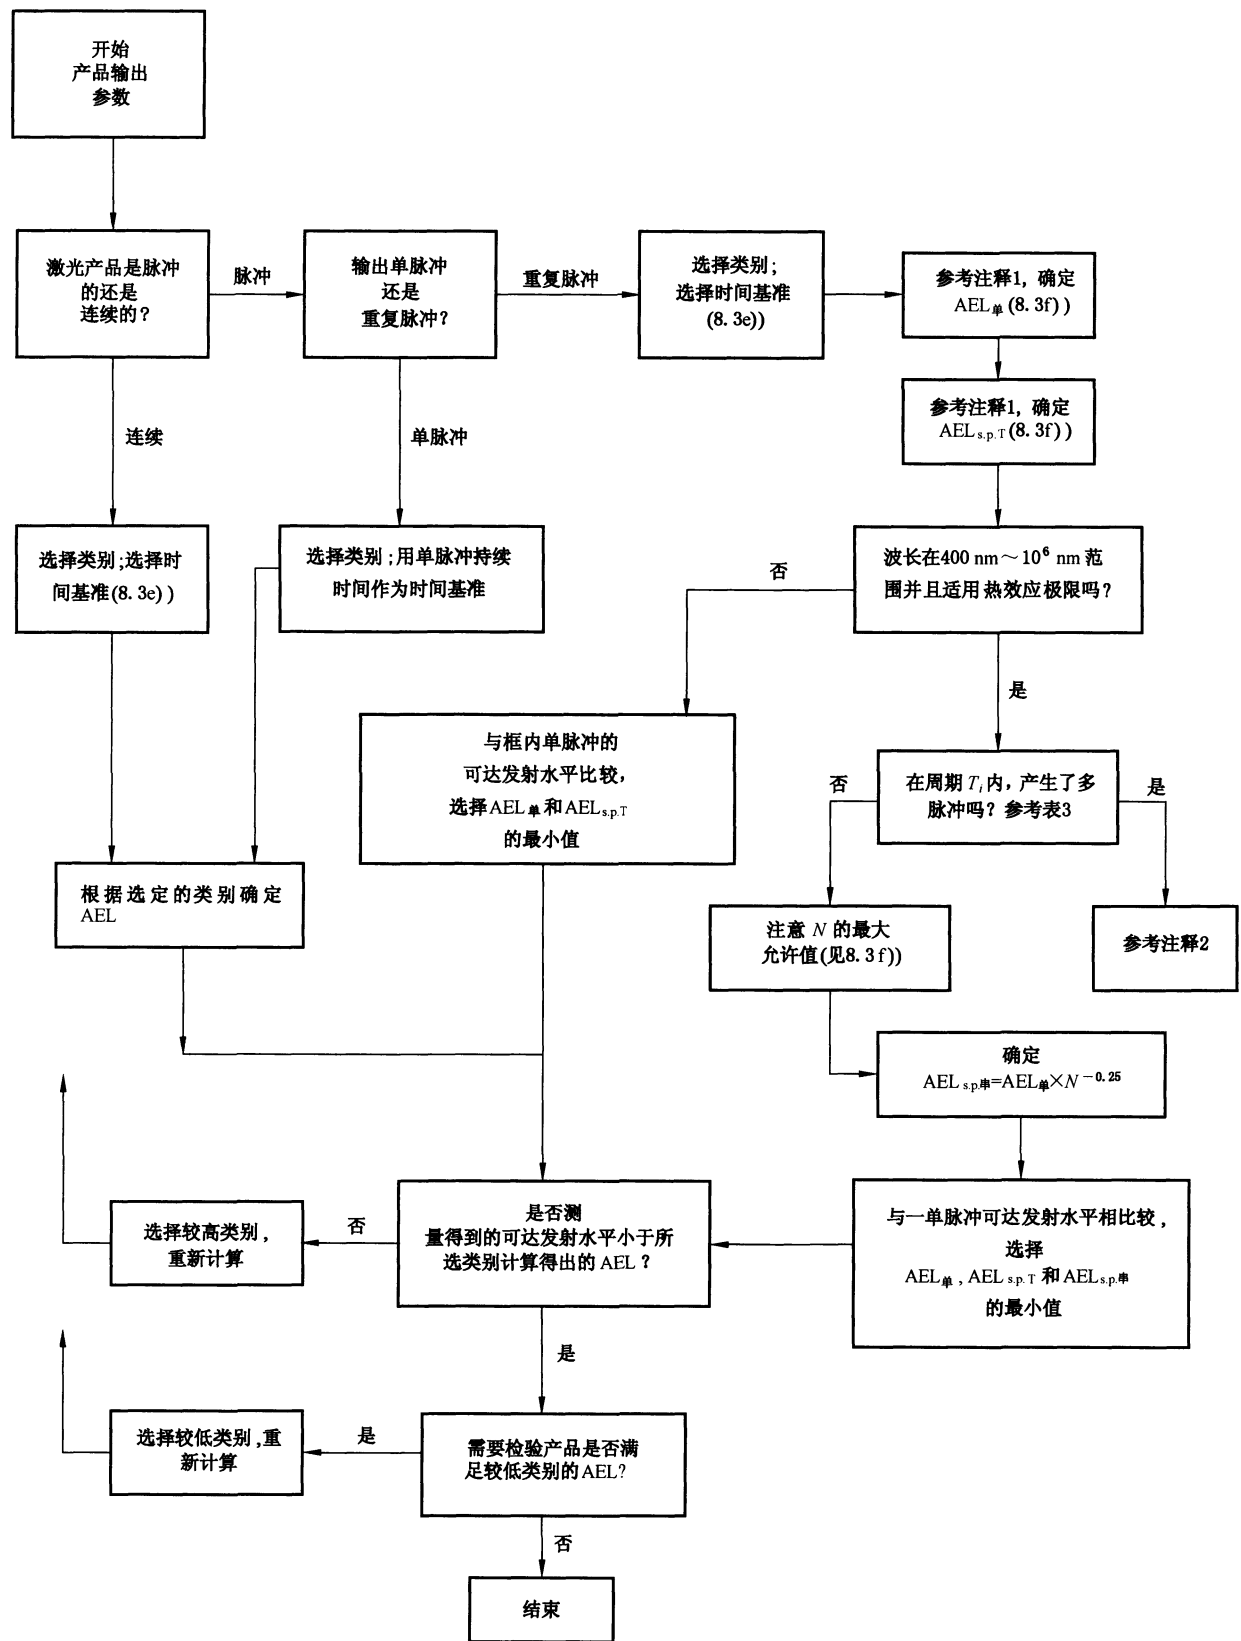 开始
产品输出
参数
激光产品是脉冲
的还是
连续的?
脉冲
输出单脉冲
还是
重复脉冲?
重复脉冲
选择类别;
选择时间基准
(8.3e))
参考注释1, 确定
AEL单(8.3f))
参考注释1, 确定
AELs.p.T(8.3f))
连续
单脉冲
选择类别;选择时
间基准(8.3e))
选择类别;用单脉冲持续
时间作为时间基准
否
波长在400 nm～10⁶ nm 范
围并且适用热效应极限吗?
是
与框内单脉冲的
可达发射水平比较,
选择AEL单和AELs.p.T
的最小值
否
在周期 Ti 内, 产生了多
脉冲吗? 参考表3
是
根据选定的类别确定
AEL
注意 N 的最大
允许值(见8.3f))
参考注释2
确定
AELs.p.串=AEL单×N⁻⁰·²⁵
选择较高类别,
重新计算
否
是否测
量得到的可达发射水平小于所
选类别计算得出的 AEL ?
与一单脉冲可达发射水平相比较,
选择
AEL单, AELs.p.T 和AELs.p.串
的最小值
是
选择较低类别,重
新计算
是
需要检验产品是否满
足较低类别的AEL?
否
结束